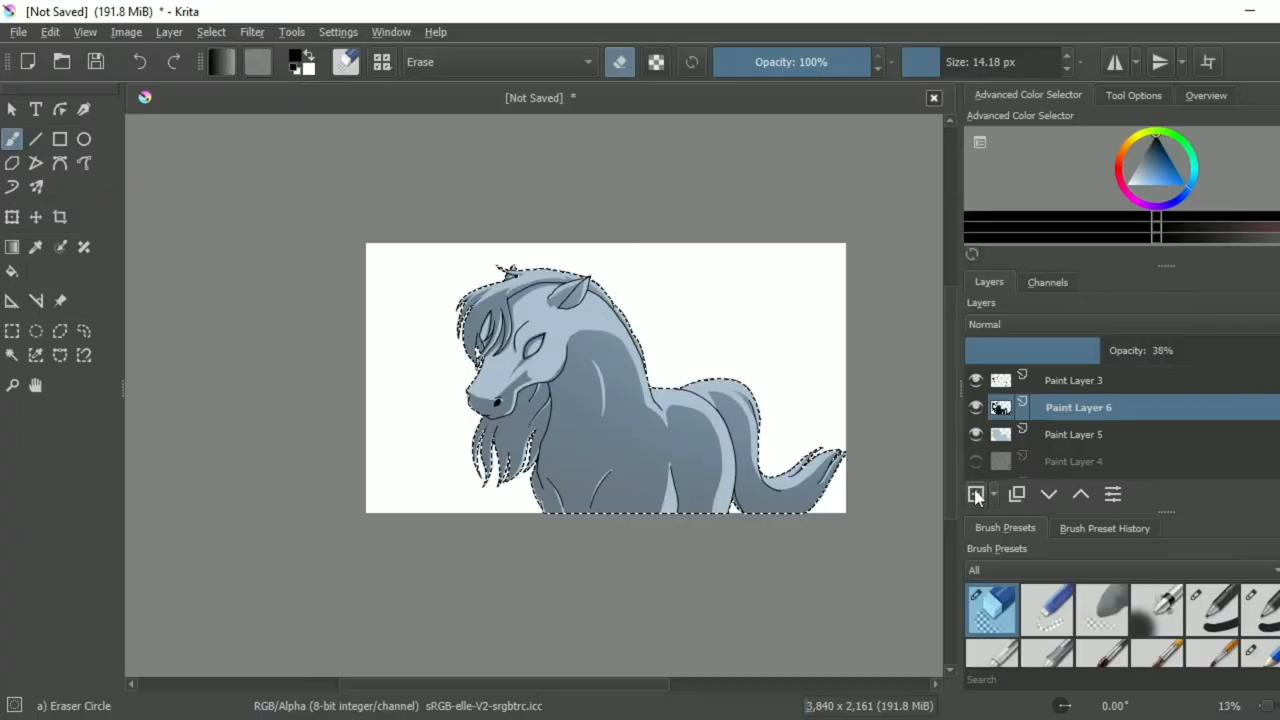 [Not Saved] (191.8 MiB) * - Krita
File Edit View Image Layer Select Filter Tools Settings Window Help
Erase Opacity: 100% Size: 14.18 px
[Not Saved] *
Advanced Color Selector Tool Options Overview
Advanced Color Selector
Layers Channels
Layers
Normal
Opacity: 38%
Paint Layer 3
Paint Layer 6
Paint Layer 5
Paint Layer 4
Brush Presets Brush Preset History
Brush Presets
All
Search
a) Eraser Circle RGB/Alpha (8-bit integer/channel) sRGB-elle-V2-srgbtrc.icc 3,840 x 2,161 (191.8 MiB) 0.00° 13%